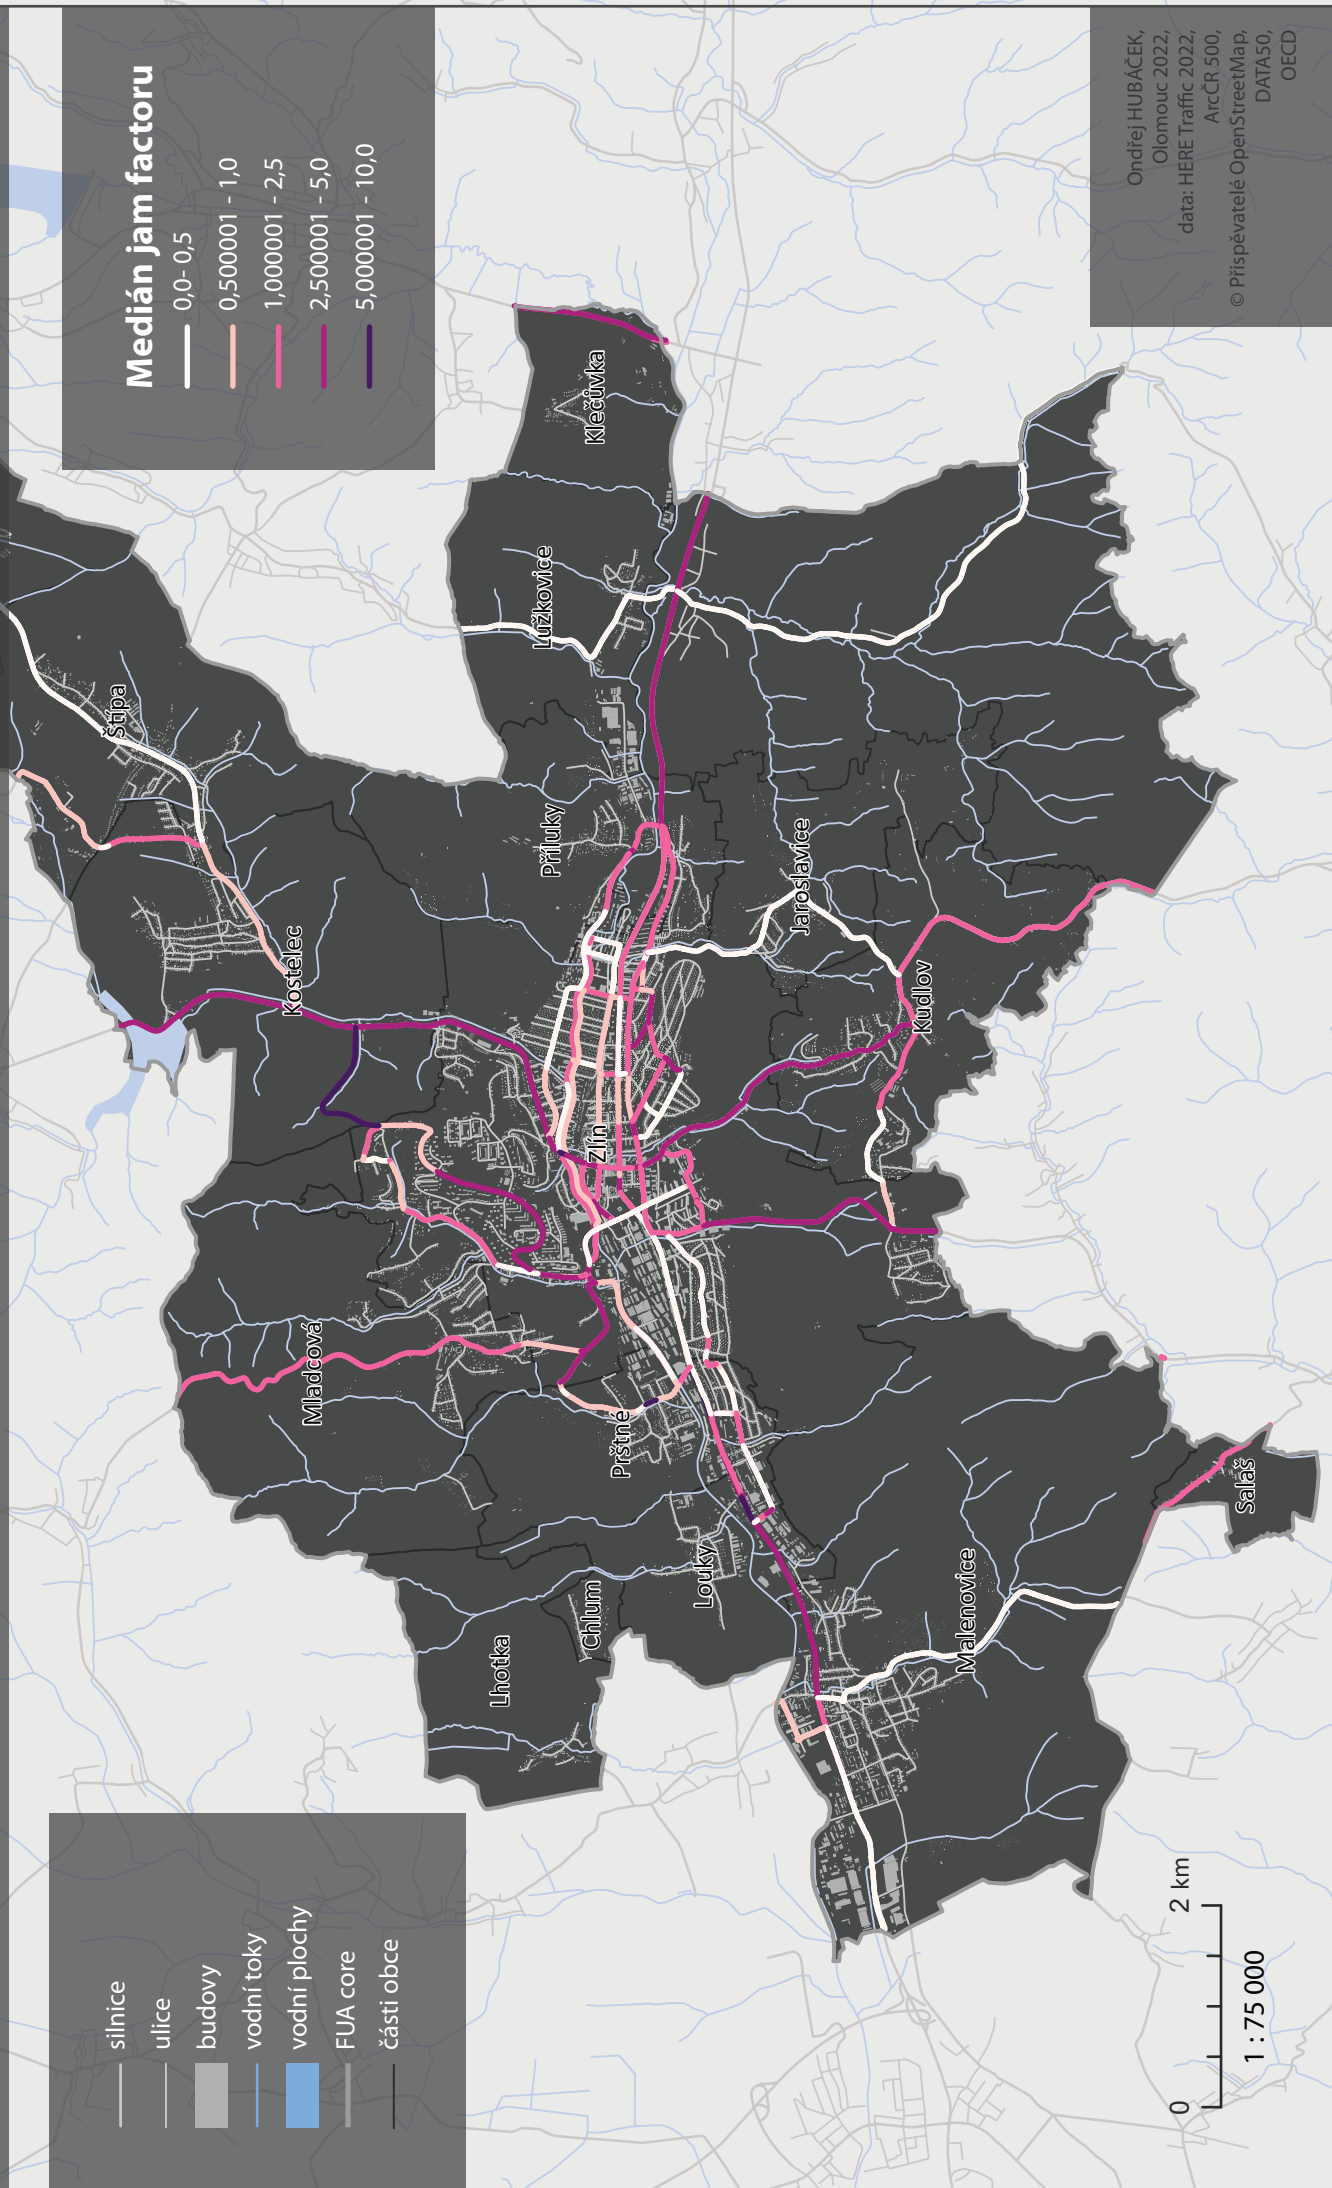 Medián jam factoru
0,0- 0,5
0,500001 - 1,0
1,000001 - 2,5
2,500001 - 5,0
5,000001 - 10,0
Ondřej HUBÁČEK,
Olomouc 2022,
data: HERE Traffic 2022,
ArcČR 500,
© Přispěvatelé OpenStreetMap,
DATA50,
OECD
Štípa
Kostelec
Klečůvka
Lužkovice
Příluky
Jaroslavice
Kudlov
Zlín
Mladcová
Prštné
Louky
Chlum
Lhotka
Malenovice
Salaš
silnice
ulice
budovy
vodní toky
vodní plochy
FUA core
části obce
0 2 km
1 : 75 000